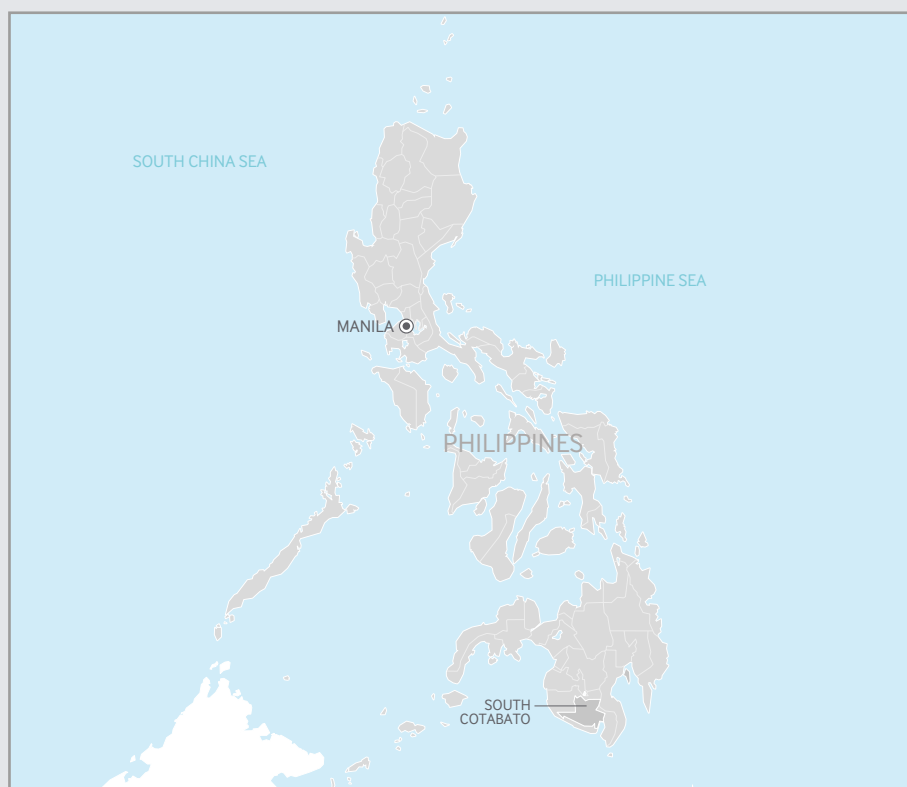 SOUTH CHINA SEA
PHILIPPINE SEA
MANILA
PHILIPPINES
SOUTH
COTABATO